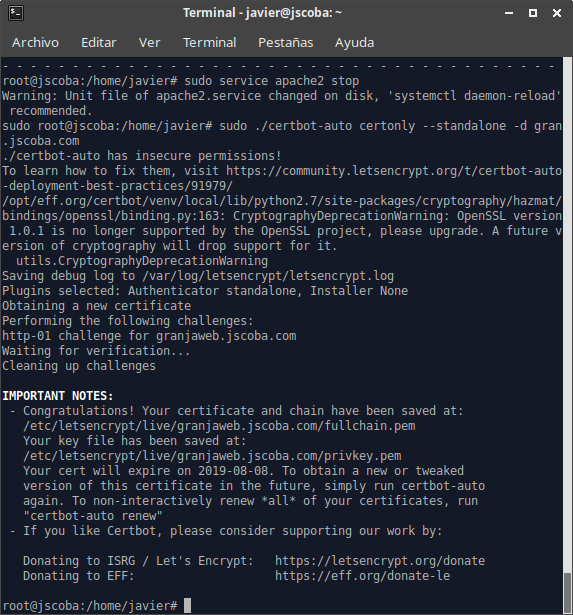 Terminal - javier@jscoba: ~
Archivo Editar Ver Terminal Pestañas Ayuda
- - - - - - - - - - - - - - - - - - - - - - - - - - - - - - - - - - - - - - - -
root@jscoba:/home/javier# sudo service apache2 stop
Warning: Unit file of apache2.service changed on disk, 'systemctl daemon-reload'
 recommended.
sudo root@jscoba:/home/javier# sudo ./certbot-auto certonly --standalone -d gran
.jscoba.com
./certbot-auto has insecure permissions!
To learn how to fix them, visit https://community.letsencrypt.org/t/certbot-auto
-deployment-best-practices/91979/
/opt/eff.org/certbot/venv/local/lib/python2.7/site-packages/cryptography/hazmat/
bindings/openssl/binding.py:163: CryptographyDeprecationWarning: OpenSSL version
 1.0.1 is no longer supported by the OpenSSL project, please upgrade. A future v
ersion of cryptography will drop support for it.
  utils.CryptographyDeprecationWarning
Saving debug log to /var/log/letsencrypt/letsencrypt.log
Plugins selected: Authenticator standalone, Installer None
Obtaining a new certificate
Performing the following challenges:
http-01 challenge for granjaweb.jscoba.com
Waiting for verification...
Cleaning up challenges
IMPORTANT NOTES:
 - Congratulations! Your certificate and chain have been saved at:
   /etc/letsencrypt/live/granjaweb.jscoba.com/fullchain.pem
   Your key file has been saved at:
   /etc/letsencrypt/live/granjaweb.jscoba.com/privkey.pem
   Your cert will expire on 2019-08-08. To obtain a new or tweaked
   version of this certificate in the future, simply run certbot-auto
   again. To non-interactively renew *all* of your certificates, run
   "certbot-auto renew"
 - If you like Certbot, please consider supporting our work by:
   Donating to ISRG / Let's Encrypt:   https://letsencrypt.org/donate
   Donating to EFF:                    https://eff.org/donate-le
root@jscoba:/home/javier#